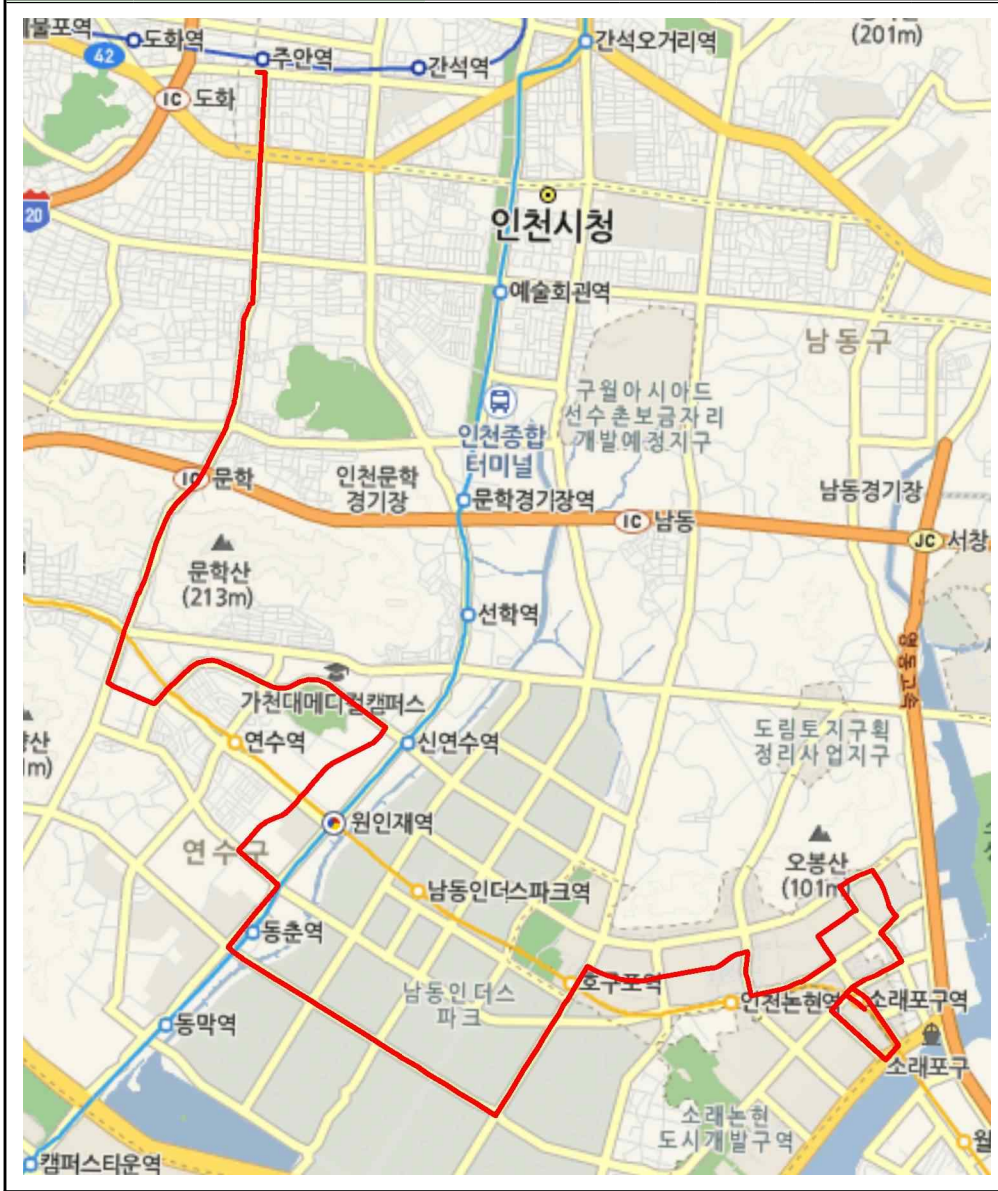 도화역
주안역
간석역
간석오거리역
(201m)
42
IC 도화
20
인천시청
예술회관역
남동구
구월아시아드
선수촌보금자리
개발예정지구
인천종합
터미널
IC 문학
인천문학
경기장
문학경기장역
남동경기장
IC 남동
JC 서창
문학산
(213m)
선학역
영동고속
가천대메디컬캠퍼스
연수역
신연수역
도림토지구획
정리사업지구
원인재역
연수구
오봉산
(101m)
남동인더스파크역
동춘역
호구포역
남동인더스
파크
인천논현역
소래포구역
동막역
소래포구
소래논현
도시개발구역
캠퍼스타운역